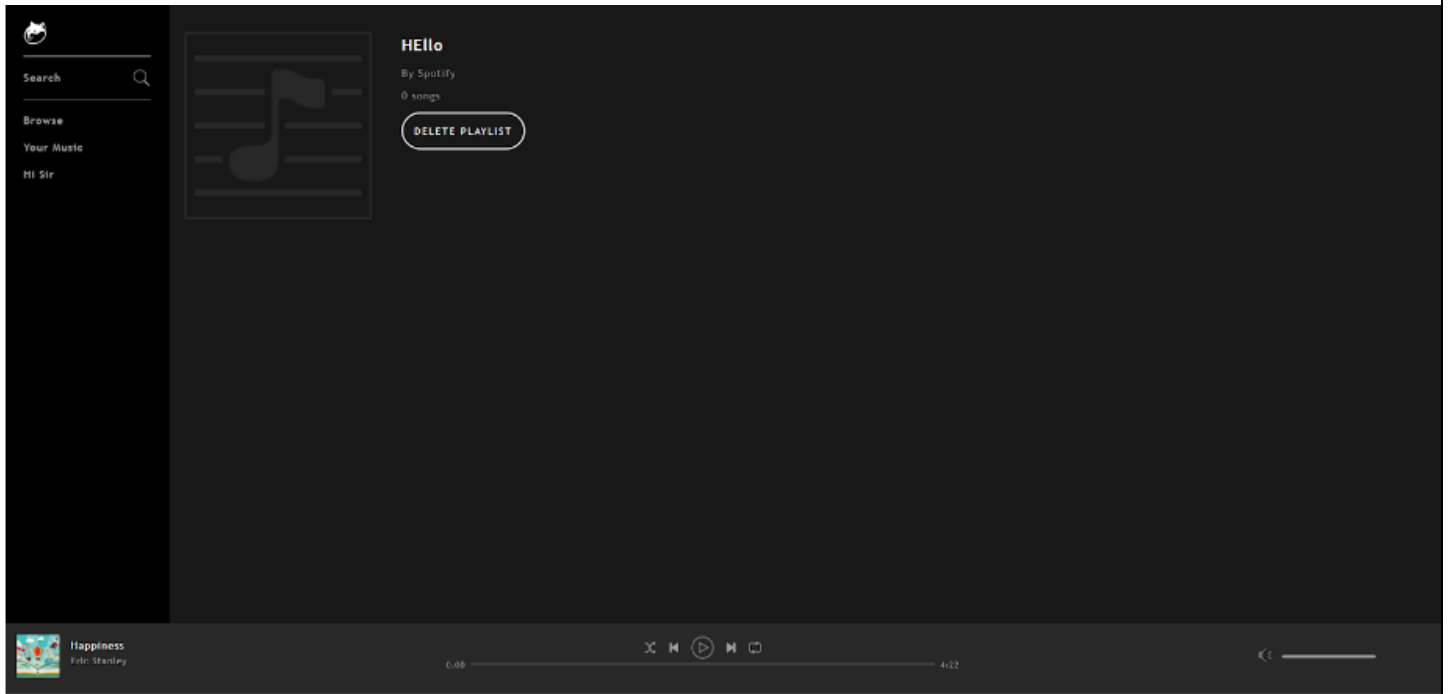 Search
Browse
Your Music
Hi Sir
HEllo
By Spotify
0 songs
DELETE PLAYLIST
Happiness
Eric Stanley
0.00
4:22